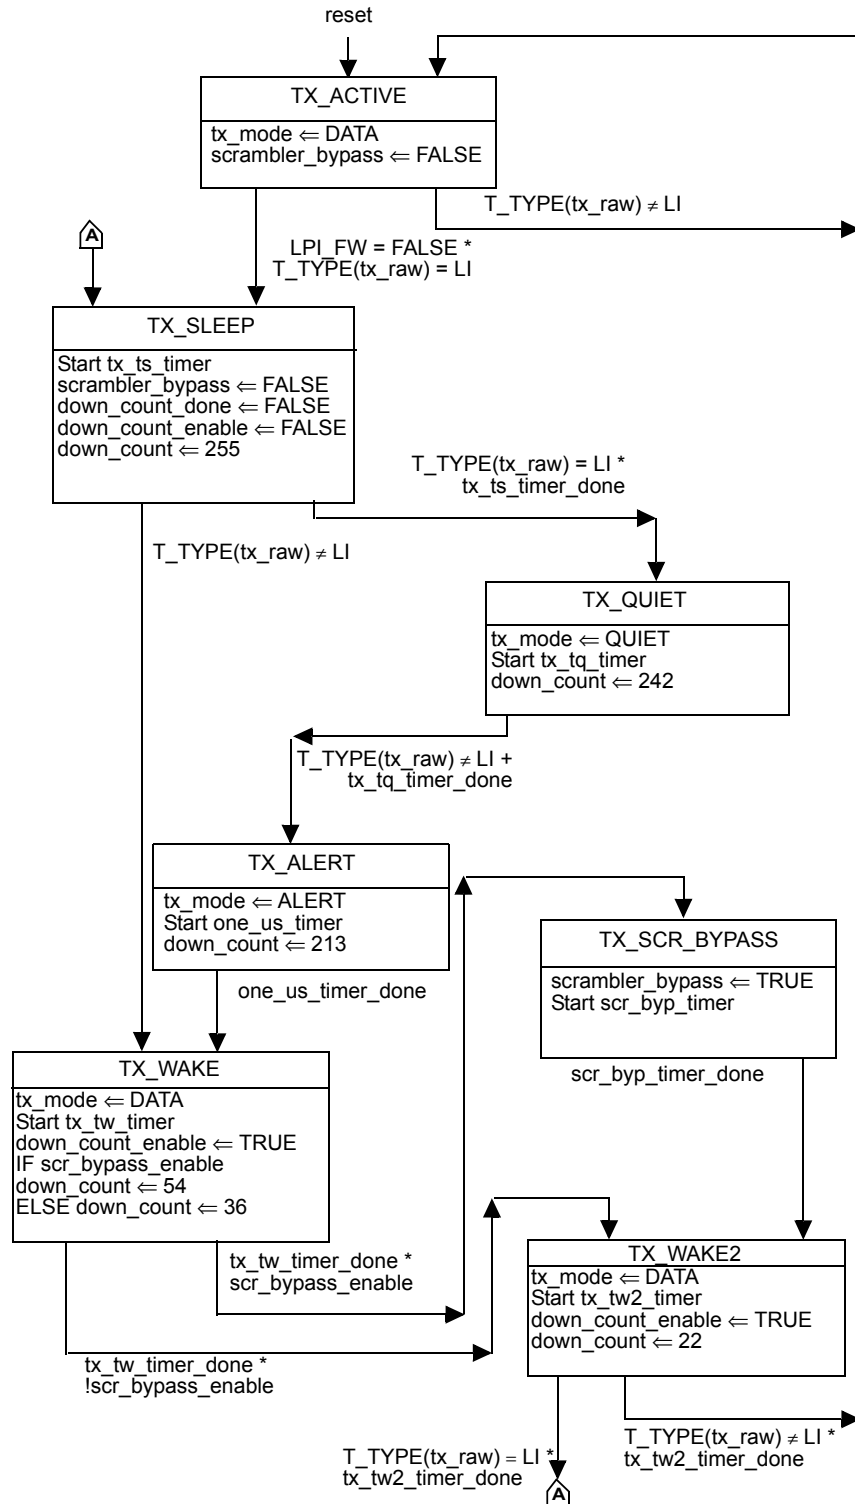 reset
TX_ACTIVE
tx_mode ⇐ DATA
scrambler_bypass ⇐ FALSE
T_TYPE(tx_raw) ≠ LI
A
LPI_FW = FALSE *
T_TYPE(tx_raw) = LI
TX_SLEEP
Start tx_ts_timer
scrambler_bypass ⇐ FALSE
down_count_done ⇐ FALSE
down_count_enable ⇐ FALSE
down_count ⇐ 255
T_TYPE(tx_raw) = LI *
tx_ts_timer_done
T_TYPE(tx_raw) ≠ LI
TX_QUIET
tx_mode ⇐ QUIET
Start tx_tq_timer
down_count ⇐ 242
T_TYPE(tx_raw) ≠ LI +
tx_tq_timer_done
TX_ALERT
tx_mode ⇐ ALERT
Start one_us_timer
down_count ⇐ 213
one_us_timer_done
TX_SCR_BYPASS
scrambler_bypass ⇐ TRUE
Start scr_byp_timer
scr_byp_timer_done
TX_WAKE
tx_mode ⇐ DATA
Start tx_tw_timer
down_count_enable ⇐ TRUE
IF scr_bypass_enable
down_count ⇐ 54
ELSE down_count ⇐ 36
tx_tw_timer_done *
scr_bypass_enable
tx_tw_timer_done *
!scr_bypass_enable
TX_WAKE2
tx_mode ⇐ DATA
Start tx_tw2_timer
down_count_enable ⇐ TRUE
down_count ⇐ 22
T_TYPE(tx_raw) = LI *
tx_tw2_timer_done
A
T_TYPE(tx_raw) ≠ LI *
tx_tw2_timer_done